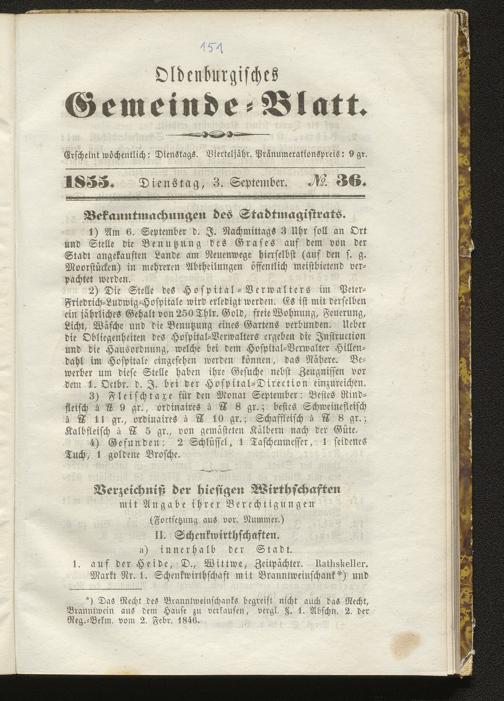 151
Oldenburgisches
Gemeinde-Blatt.
Erscheint wöchentlich: Dienstags. Vierteljähr. Pränumerationspreis: 9 gr.
1855. Dienstag, 3. September. № 36.
Bekanntmachungen des Stadtmagistrats.
1) Am 6. September d. J. Nachmittags 3 Uhr soll an Ort
und Stelle die Benutzung des Grases auf dem von der
Stadt angekauften Lande am Neuenwege hierselbst (auf den s. g.
Moorstücken) in mehreren Abtheilungen öffentlich meistbietend ver-
pachtet werden.
2) Die Stelle des Hospital-Verwalters im Peter-
Friedrich-Ludwig-Hospitale wird erledigt werden. Es ist mit derselben
ein jährliches Gehalt von 250 Thlr. Gold, freie Wohnung, Feuerung,
Licht, Wäsche und die Benutzung eines Gartens verbunden. Ueber
die Obliegenheiten des Hospital-Verwalters ergeben die Instruction
und die Hausordnung, welche bei dem Hospital-Verwalter Hillen-
dahl im Hospitale eingesehen werden können, das Nähere. Be-
werber um diese Stelle haben ihre Gesuche nebst Zeugnissen vor
dem 1. Octbr. d. J. bei der Hospital-Direction einzureichen.
3) Fleischtaxe für den Monat September: Bestes Rind-
fleisch à ℔ 9 gr., ordinaires à ℔ 8 gr.; bestes Schweinefleisch
à ℔ 11 gr., ordinaires à ℔ 10 gr.; Schaffleisch à ℔ 8 gr.;
Kalbfleisch à ℔ 5 gr., von gemästeten Kälbern nach der Güte.
4) Gefunden: 2 Schlüssel, 1 Taschenmesser, 1 seidenes
Tuch, 1 goldene Brosche.
Verzeichniß der hiesigen Wirthschaften
mit Angabe ihrer Berechtigungen
(Fortsetzung aus vor. Nummer.)
II. Schenkwirthschaften.
a) innerhalb der Stadt.
1. auf der Heide, D., Wittwe, Zeitpächter. Rathskeller.
Markt Nr. 1. Schenkwirthschaft mit Branntweinschank*) und
*) Das Recht des Branntweinschanks begreift nicht auch das Recht,
Branntwein aus dem Hause zu verkaufen, vergl. §. 1. Abschn. 2. der
Reg.-Bekm. vom 2. Febr. 1846.